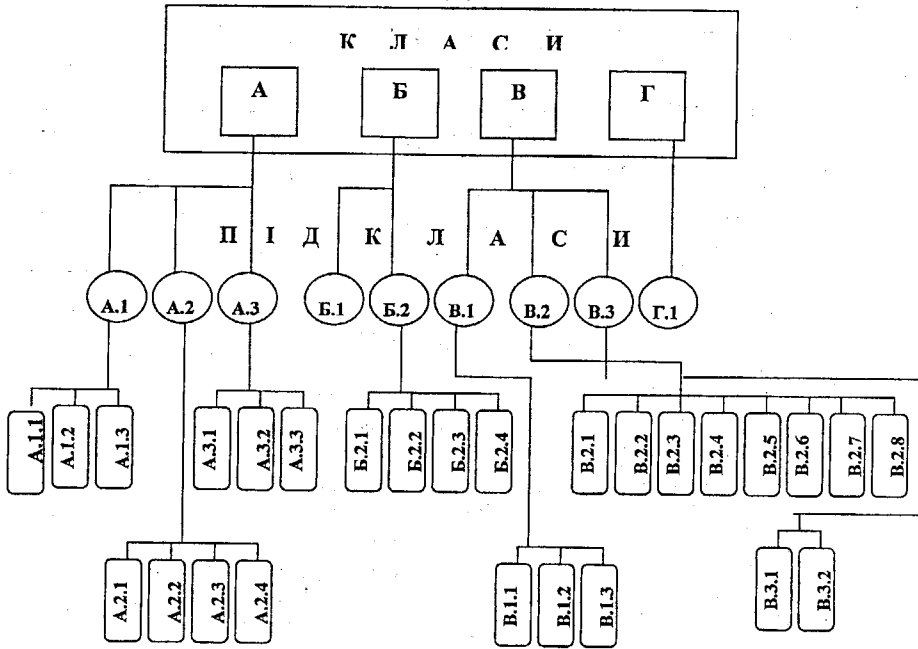 К Л А С И
А Б В Г
П І Д К Л А С И
А.1 А.2 А.3 Б.1 Б.2 В.1 В.2 В.3 Г.1
А.1.1 А.1.2 А.1.3 А.3.1 А.3.2 А.3.3 Б.2.1 Б.2.2 Б.2.3 Б.2.4 В.2.1 В.2.2 В.2.3 В.2.4 В.2.5 В.2.6 В.2.7 В.2.8
А.2.1 А.2.2 А.2.3 А.2.4 В.1.1 В.1.2 В.1.3 В.3.1 В.3.2